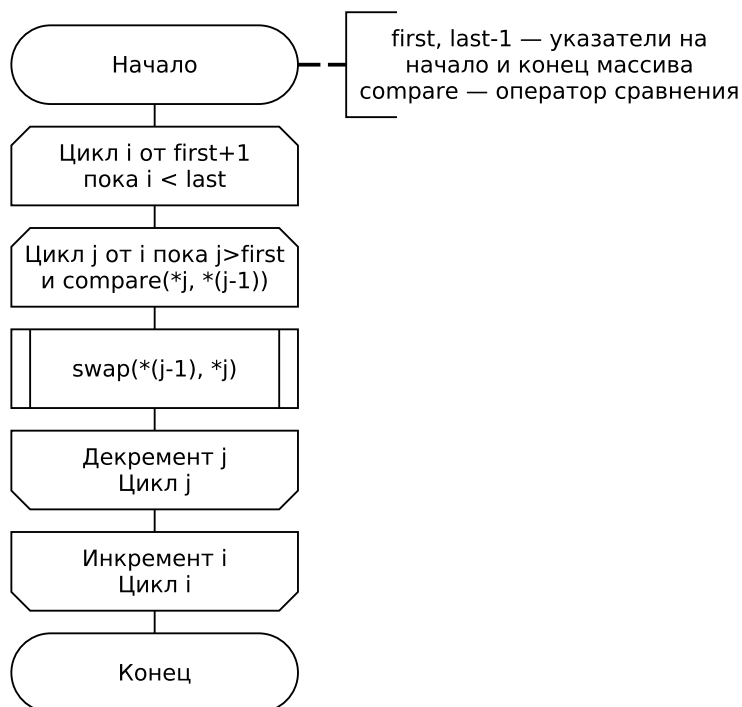 Начало
first, last-1 — указатели на
начало и конец массива
compare — оператор сравнения
Цикл i от first+1
пока i < last
Цикл j от i пока j>first
и compare(*j, *(j-1))
swap(*(j-1), *j)
Декремент j
Цикл j
Инкремент i
Цикл i
Конец